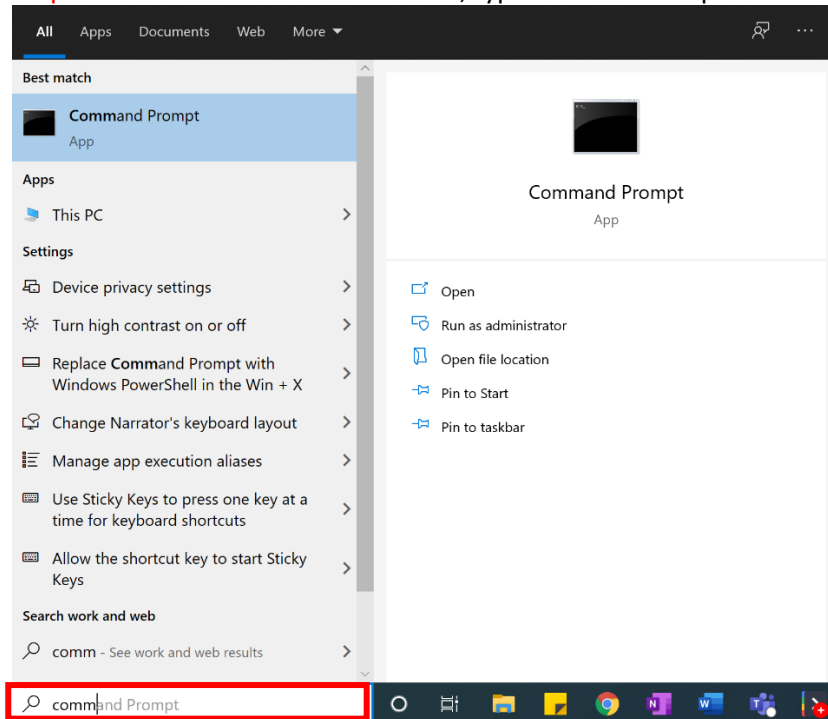 All Apps Documents Web More
Best match
Command Prompt
App
Apps
This PC
Settings
Device privacy settings
Turn high contrast on or off
Replace Command Prompt with
Windows PowerShell in the Win + X
Change Narrator's keyboard layout
Manage app execution aliases
Use Sticky Keys to press one key at a
time for keyboard shortcuts
Allow the shortcut key to start Sticky
Keys
Search work and web
comm - See work and web results
command Prompt
Command Prompt
App
Open
Run as administrator
Open file location
Pin to Start
Pin to taskbar